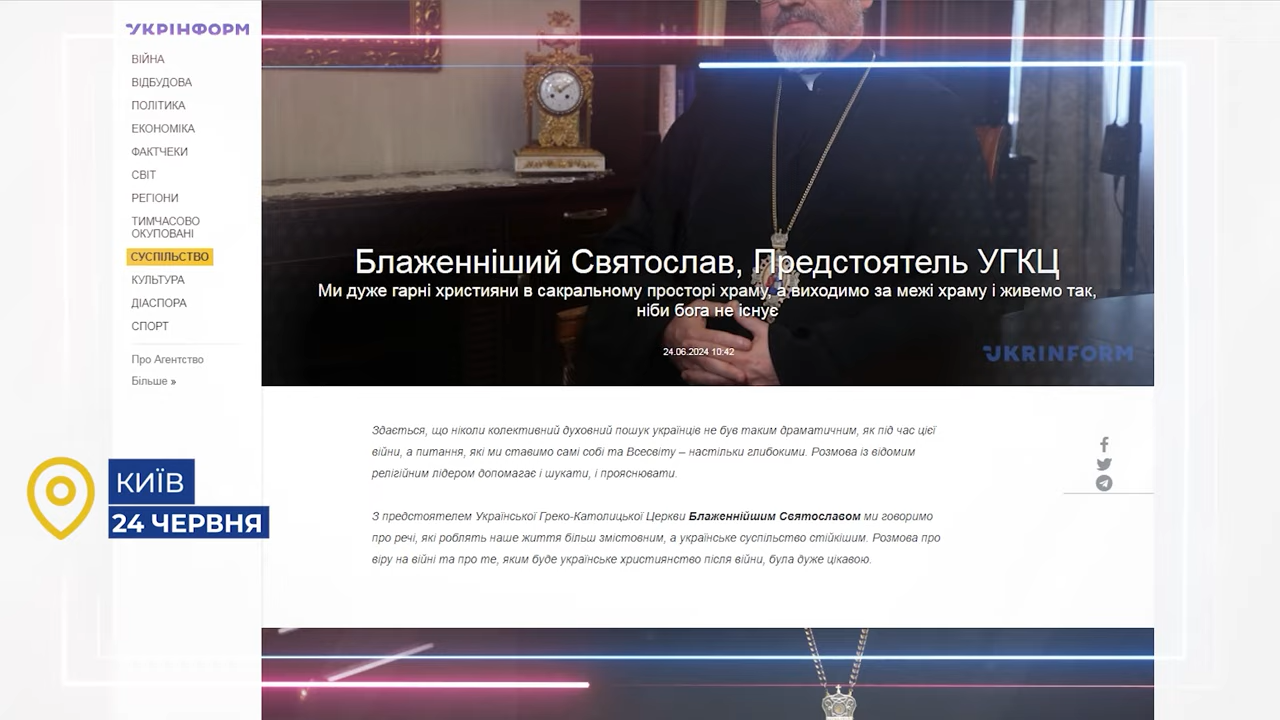 УКРІНФОРМ
ВІЙНА
ВІДБУДОВА
ПОЛІТИКА
ЕКОНОМІКА
ФАКТЧЕКИ
СВІТ
РЕГІОНИ
ТИМЧАСОВО
ОКУПОВАНІ
СУСПІЛЬСТВО
КУЛЬТУРА
ДІАСПОРА
СПОРТ
Про Агентство
Більше »
КИЇВ
24 ЧЕРВНЯ
Блаженніший Святослав, Предстоятель УГКЦ
Ми дуже гарні християни в сакральному просторі храму, а виходимо за межі храму і живемо так,
ніби бога не існує
24.06.2024 10:42
UKRINFORM
Здається, що ніколи колективний духовний пошук українців не був таким драматичним, як під час цієї
війни, а питання, які ми ставимо самі собі та Всесвіту – настільки глибокими. Розмова із відомим
релігійним лідером допомагає і шукати, і прояснювати.
З предстоятелем Української Греко-Католицької Церкви Блаженнійшим Святославом ми говоримо
про речі, які роблять наше життя більш змістовним, а українське суспільство стійкішим. Розмова про
віру на війні та про те, яким буде українське християнство після війни, була дуже цікавою.